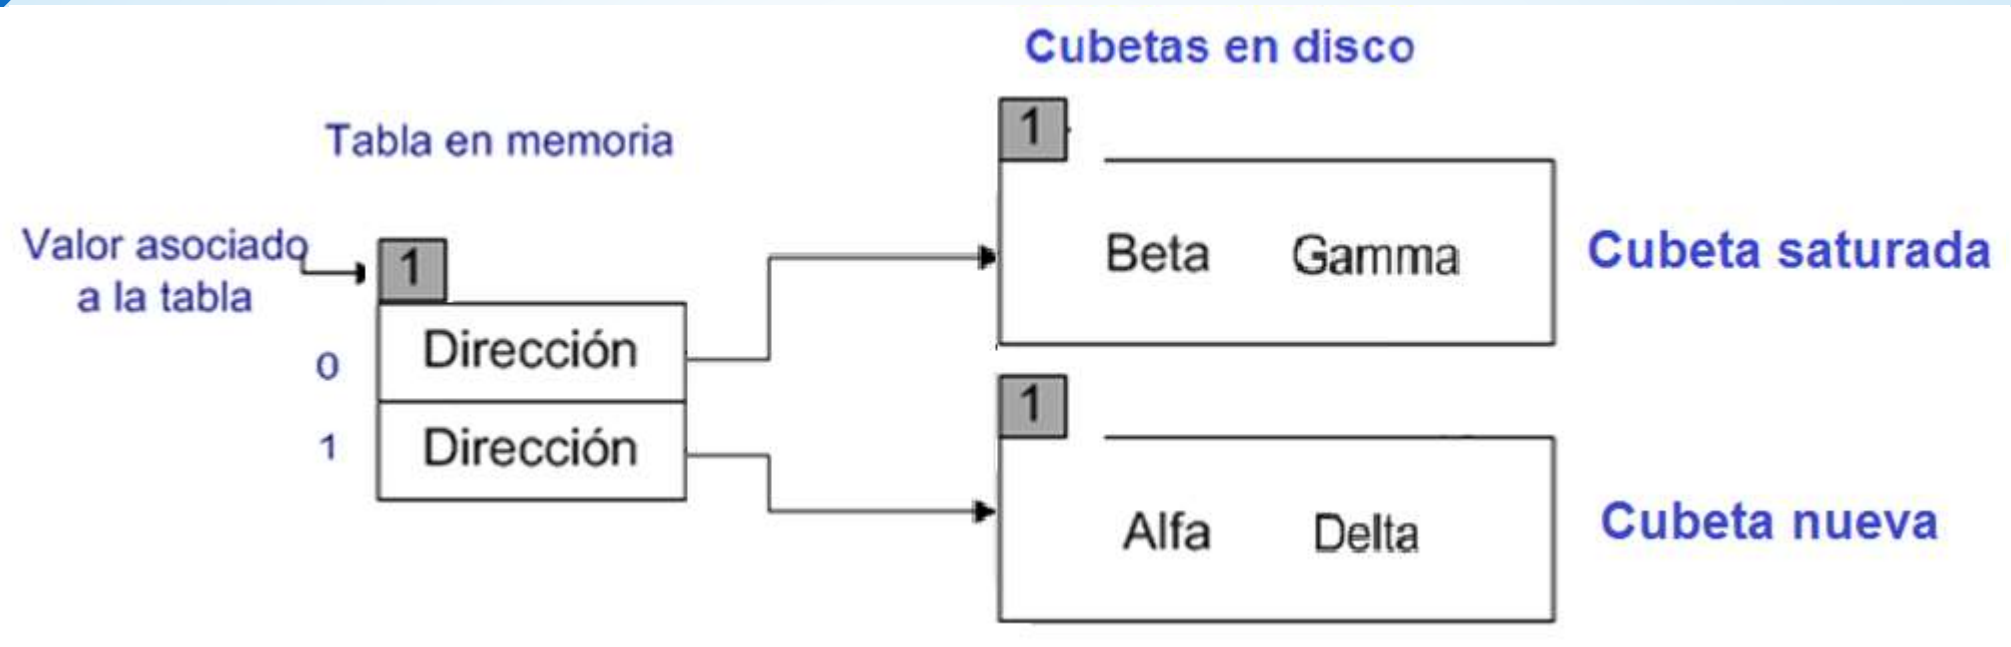 Cubetas en disco
Tabla en memoria
1
Valor asociado
a la tabla
1
0
Dirección
1
Dirección
Beta Gamma
Cubeta saturada
1
Alfa Delta
Cubeta nueva